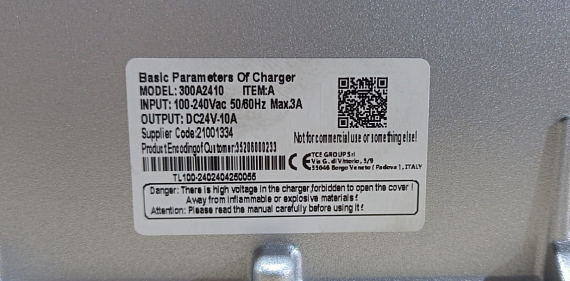 Basic Parameters Of Charger
MODEL: 300A2410 ITEM:A
INPUT: 100-240Vac 50/60Hz Max.3A
OUTPUT: DC24V-10A
Supplier Code:21001334
Not for commercial use or something else!
Product Encoding of Customer:35200000233
TCE GROUP Srl
Via G. di Vittorio, 5/9
35046 Borgo Veneto ( Padova ), ITALY
CE
TL100-2402404250055
Danger: There is high voltage in the charger,forbidden to open the cover !
Away from inflammable or explosive materials !
Attention: Please read the manual carefully before using it !